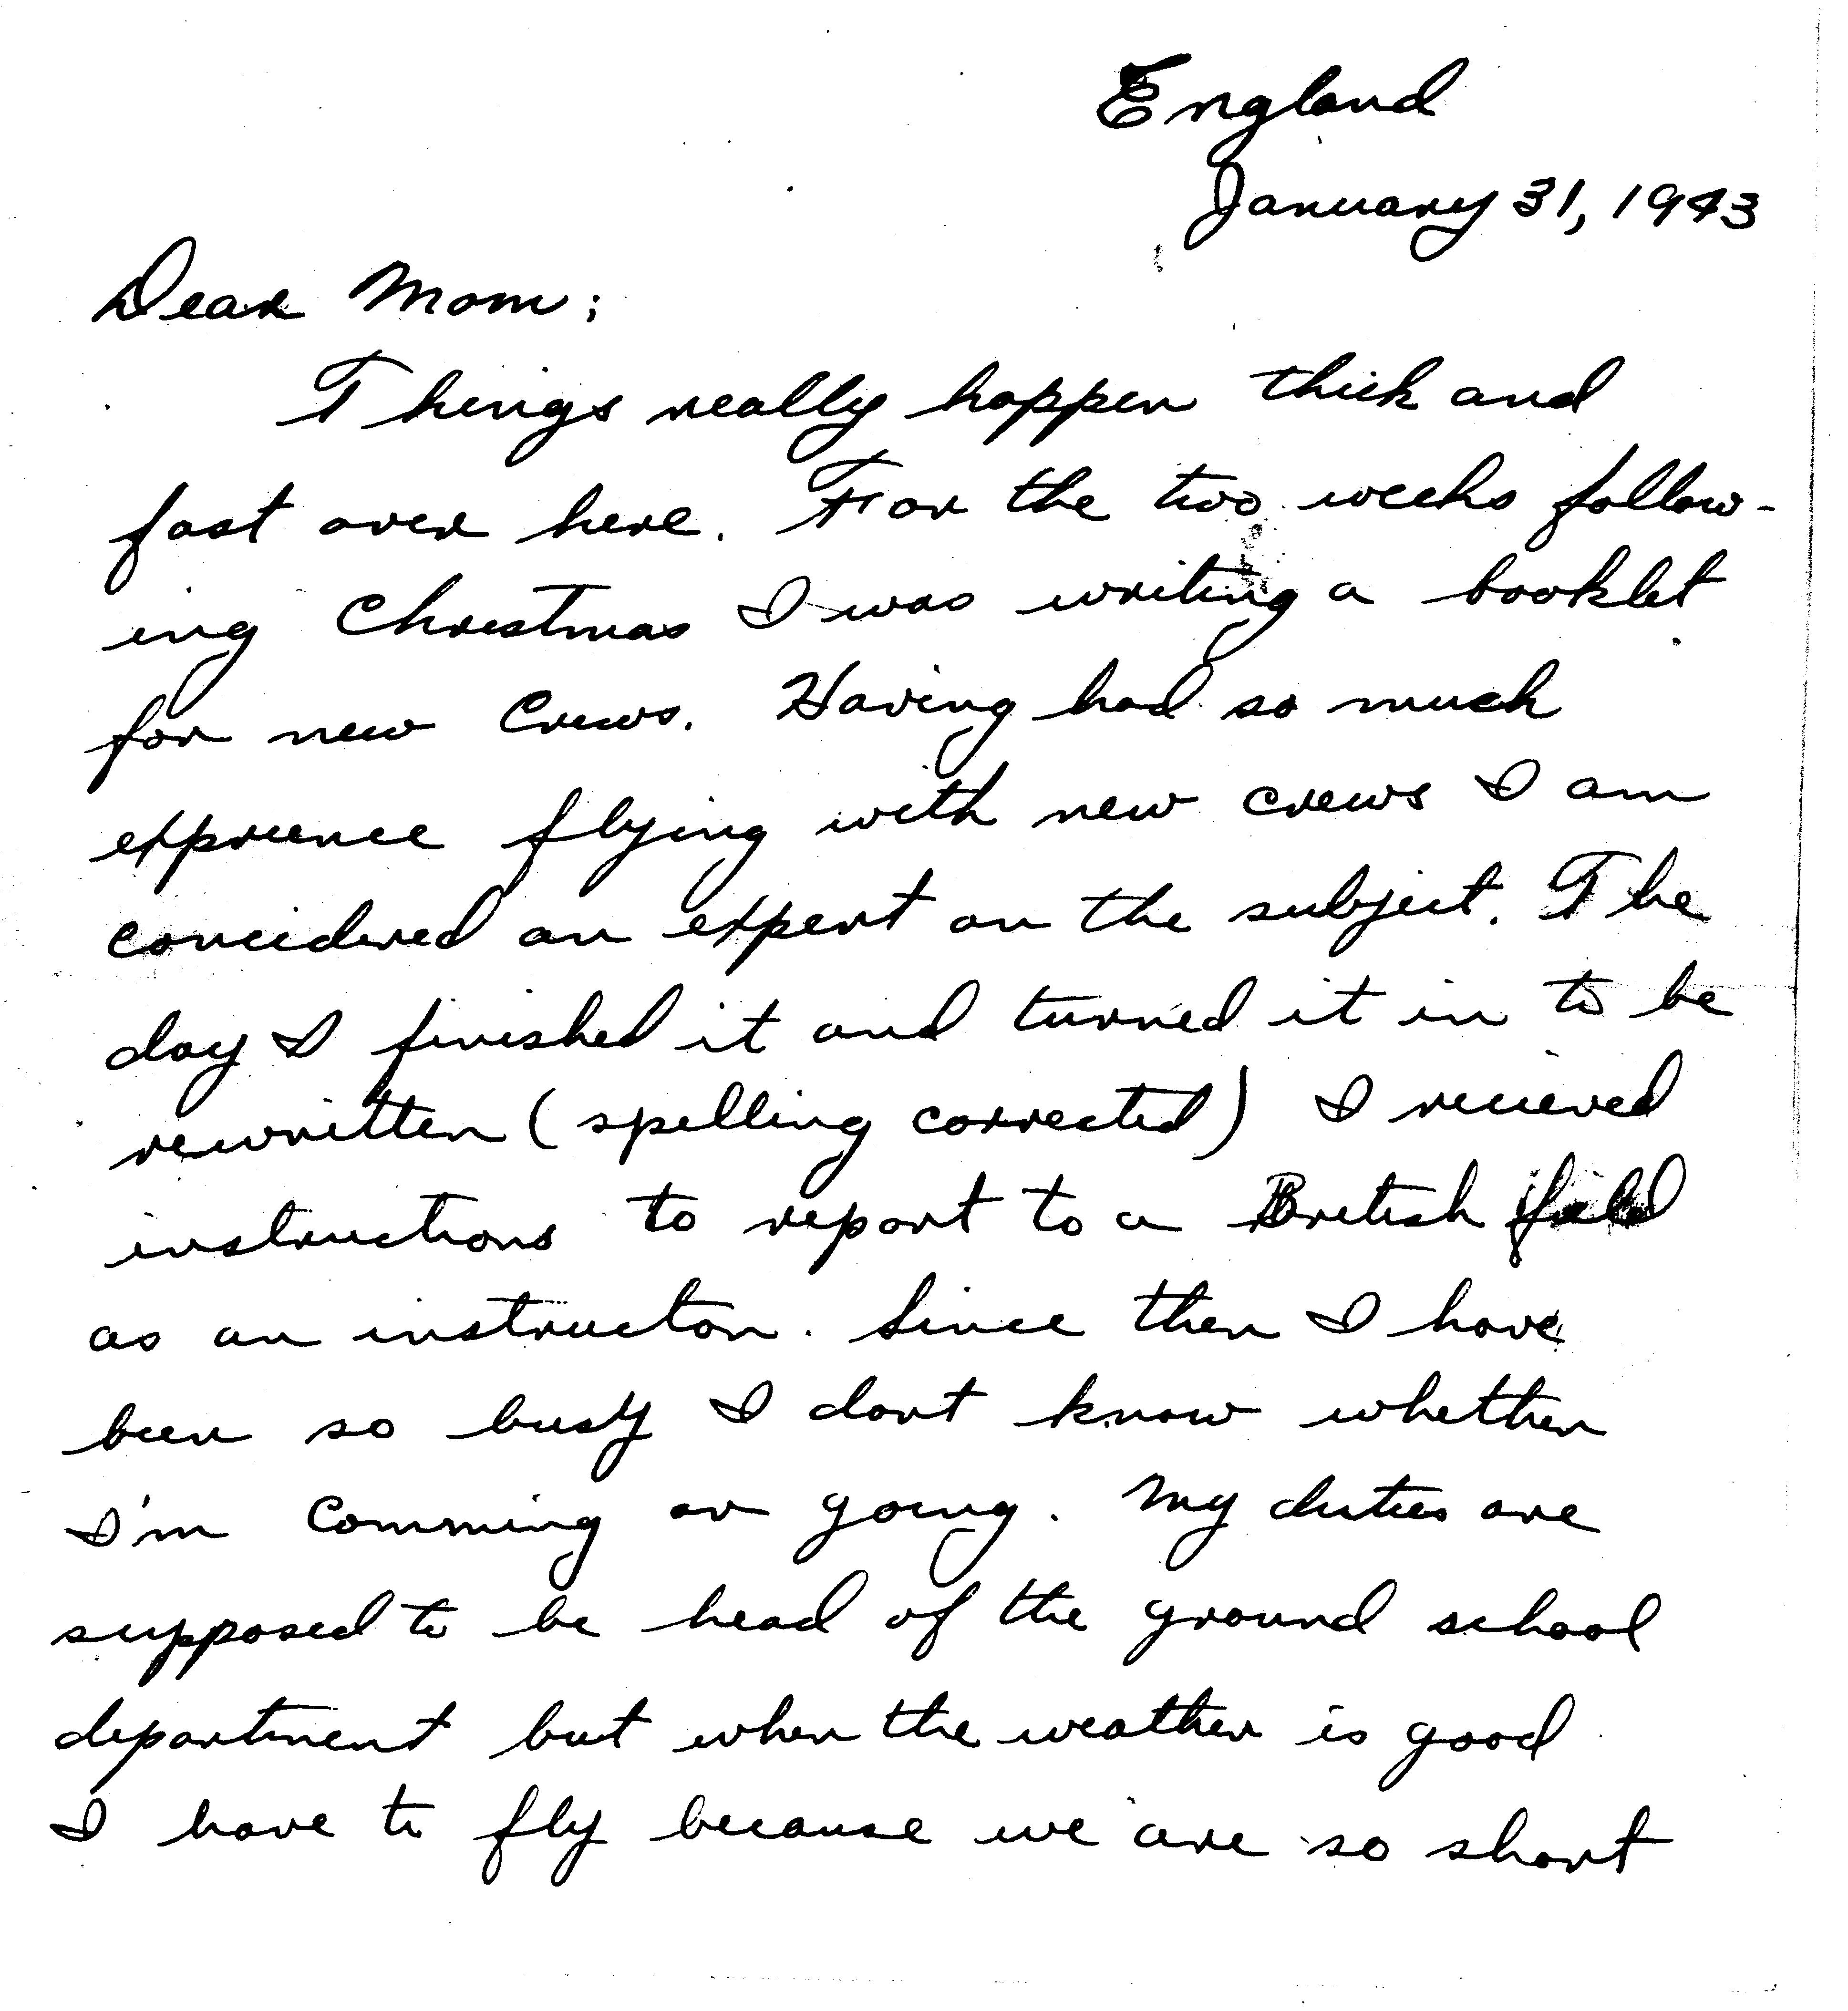 England
January 31, 1943
Dear Mom;
Things really happen thick and
fast over here. For the two weeks follow-
ing Christmas I was writing a booklet
for new crews. Having had so much
exprience flying with new crews I am
concidered an expert on the subject. The
day I finished it and turned it in to be
rewritten (spelling corrected) I recieved
instructions to report to a British field
as an instructor. Since then I have
been so busy I dont know whether
I'm comming or going. My duties are
supposed to be head of the ground school
department but when the weather is good
I have to fly because we are so short